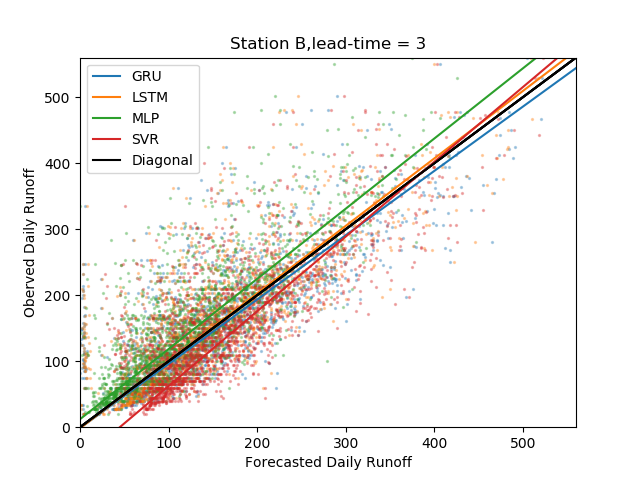 Station B,lead-time = 3
GRU
LSTM
MLP
SVR
Diagonal
Oberved Daily Runoff
500
400
300
200
100
0
0 100 200 300 400 500
Forecasted Daily Runoff